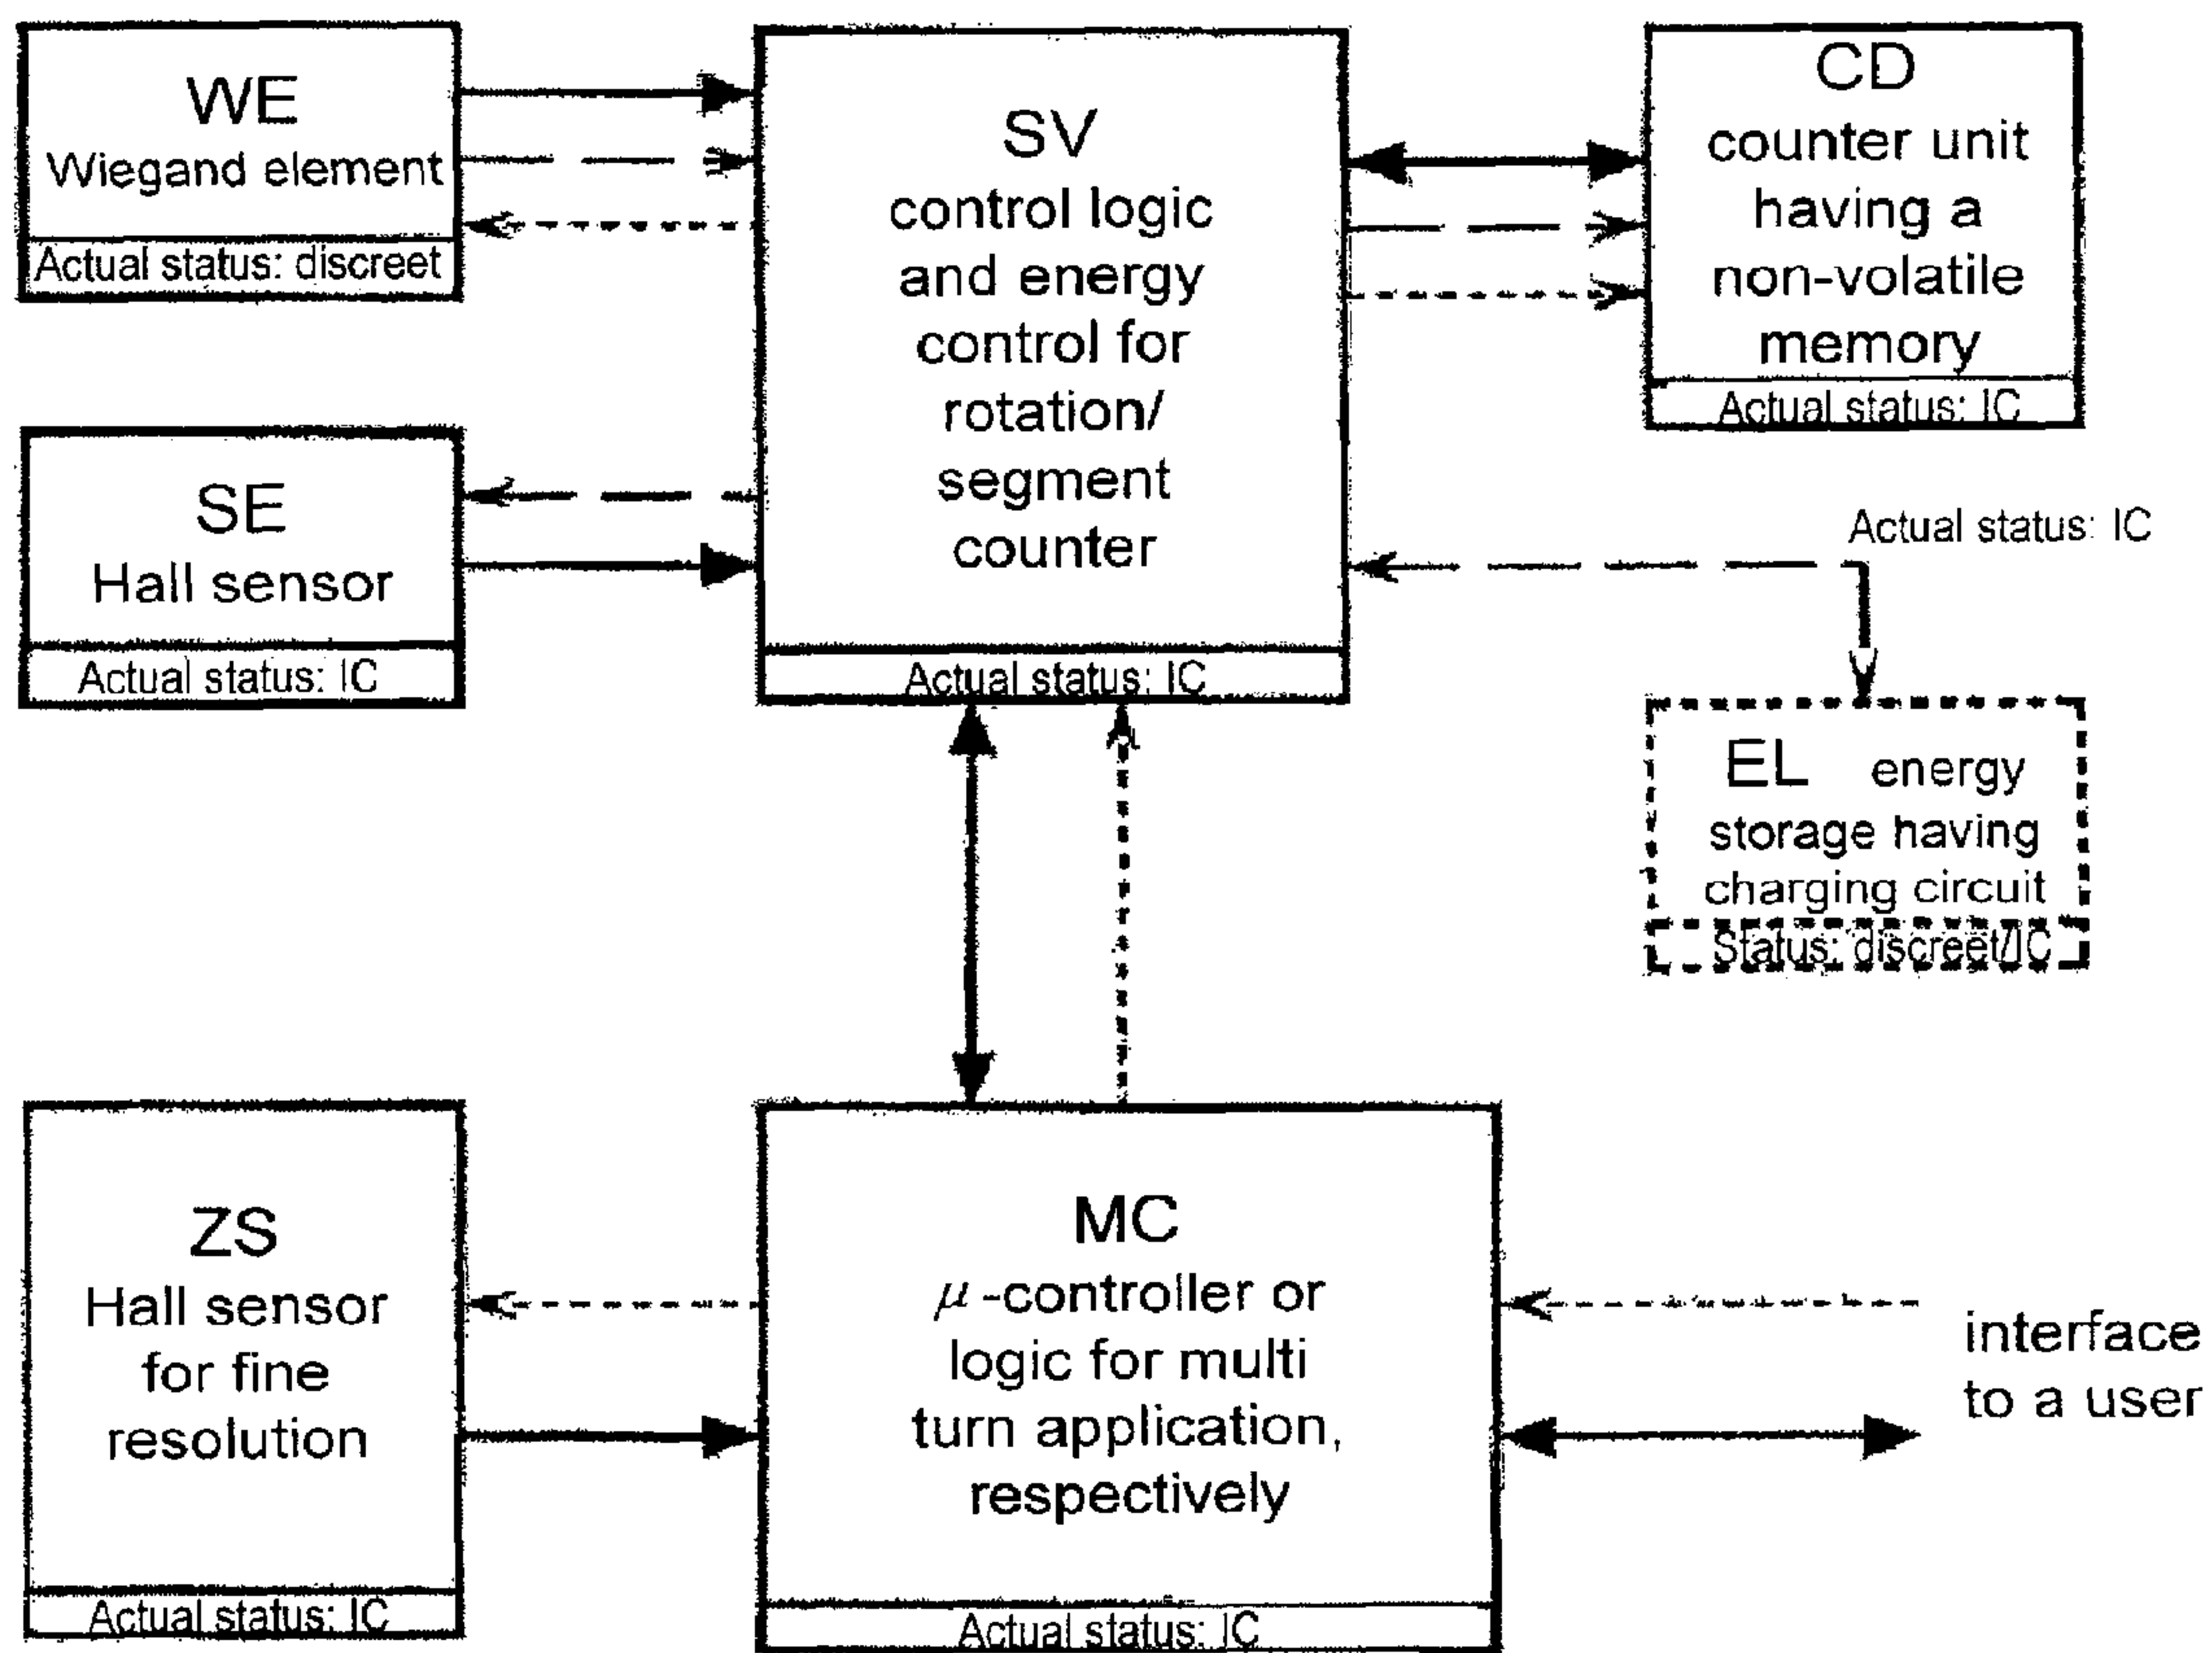 WE
Wiegand element
Actual status: discreet
SV
control logic
and energy
control for
rotation/
segment
counter
Actual status: IC
CD
counter unit
having a
non-volatile
memory
Actual status: IC
SE
Hall sensor
Actual status: IC
Actual status: IC
EL energy
storage having
charging circuit
Status: discreet/IC
ZS
Hall sensor
for fine
resolution
Actual status: IC
MC
μ-controller or
logic for multi
turn application,
respectively
Actual status: IC
interface
to a user